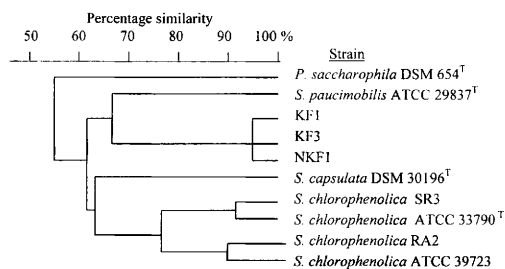 Percentage similarity
50 60 70 80 90 100 %
Strain
P. saccharophila DSM 654T
S. paucimobilis ATCC 29837T
KF1
KF3
NKF1
S. capsulata DSM 30196T
S. chlorophenolica SR3
S. chlorophenolica ATCC 33790T
S. chlorophenolica RA2
S. chlorophenolica ATCC 39723